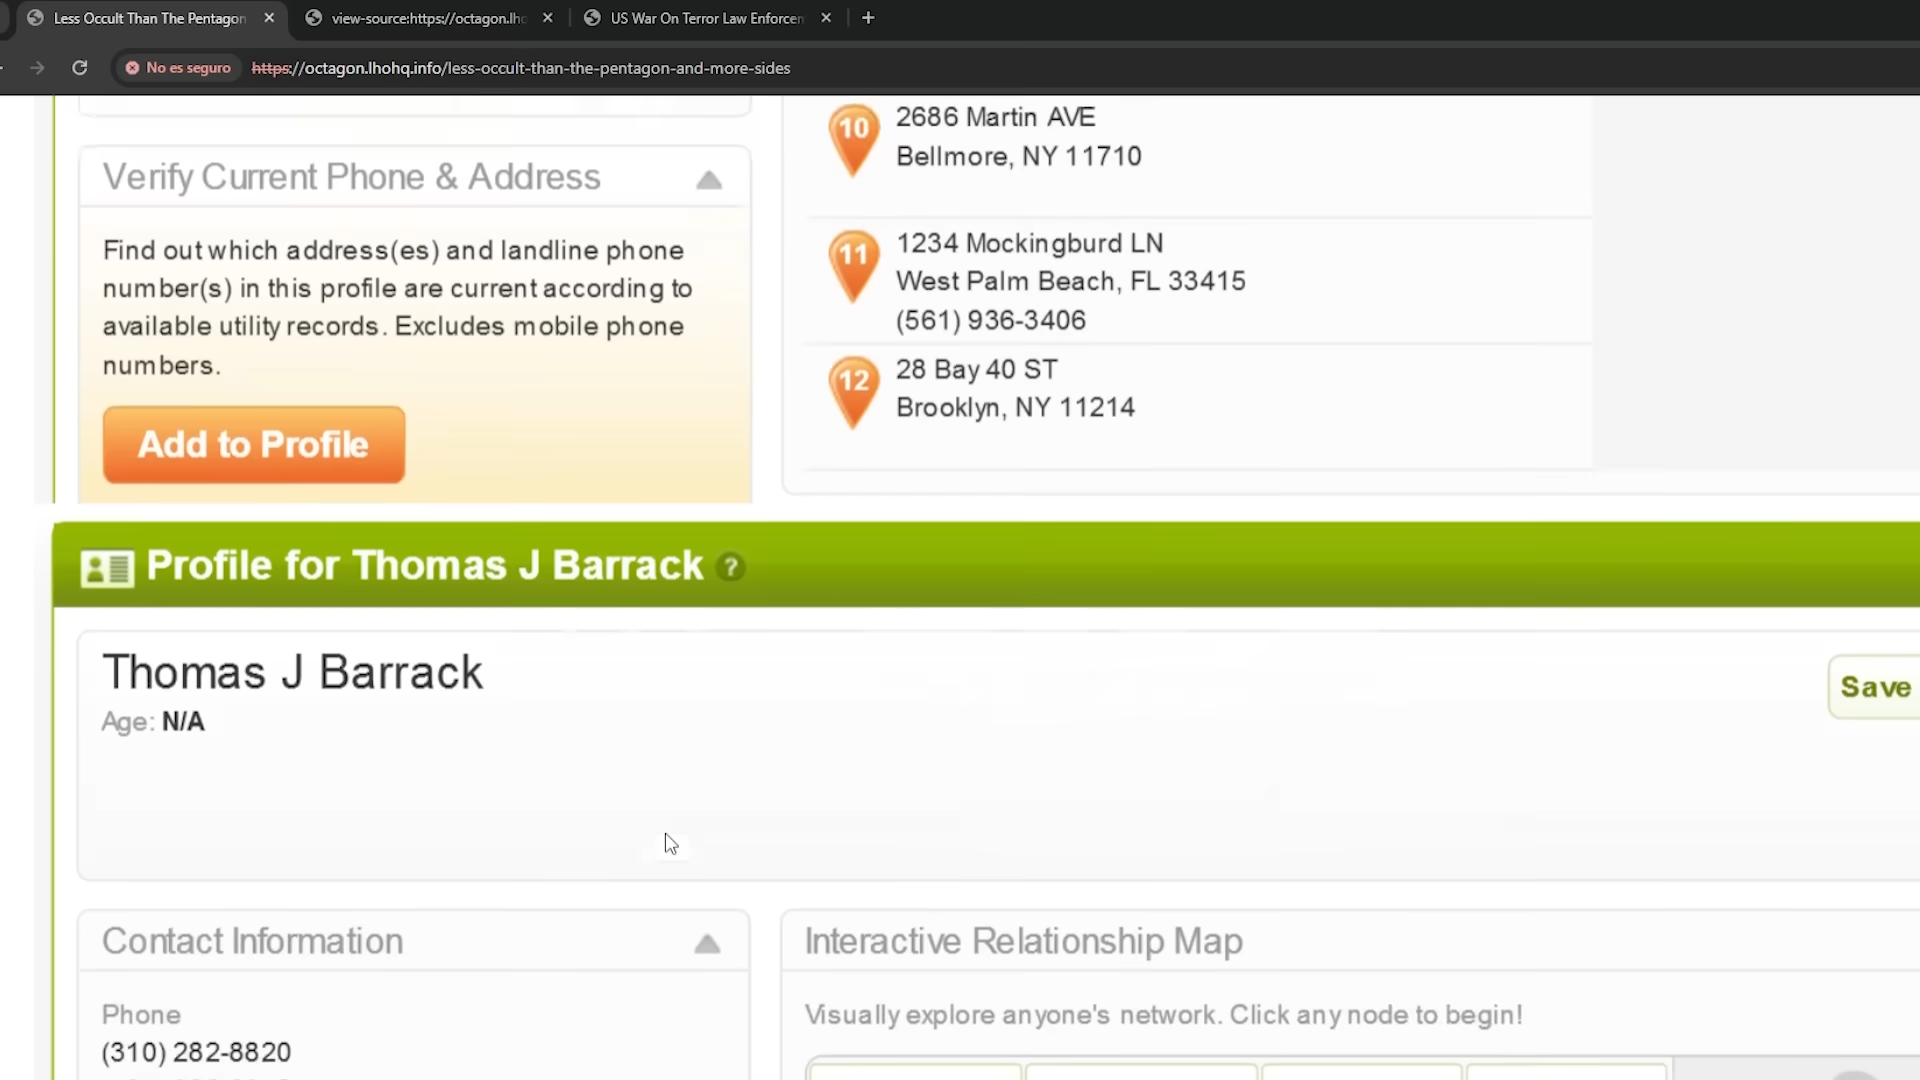 Less Occult Than The Pentagon
view-source:https://octagon.lho
US War On Terror Law Enforcem
No es seguro
https://octagon.lhohq.info/less-occult-than-the-pentagon-and-more-sides
Verify Current Phone & Address
Find out which address(es) and landline phone
number(s) in this profile are current according to
available utility records. Excludes mobile phone
numbers.
Add to Profile
10
2686 Martin AVE
Bellmore, NY 11710
11
1234 Mockingburd LN
West Palm Beach, FL 33415
(561) 936-3406
12
28 Bay 40 ST
Brooklyn, NY 11214
Profile for Thomas J Barrack ?
Thomas J Barrack
Age: N/A
Save
Contact Information
Phone
(310) 282-8820
Interactive Relationship Map
Visually explore anyone's network. Click any node to begin!